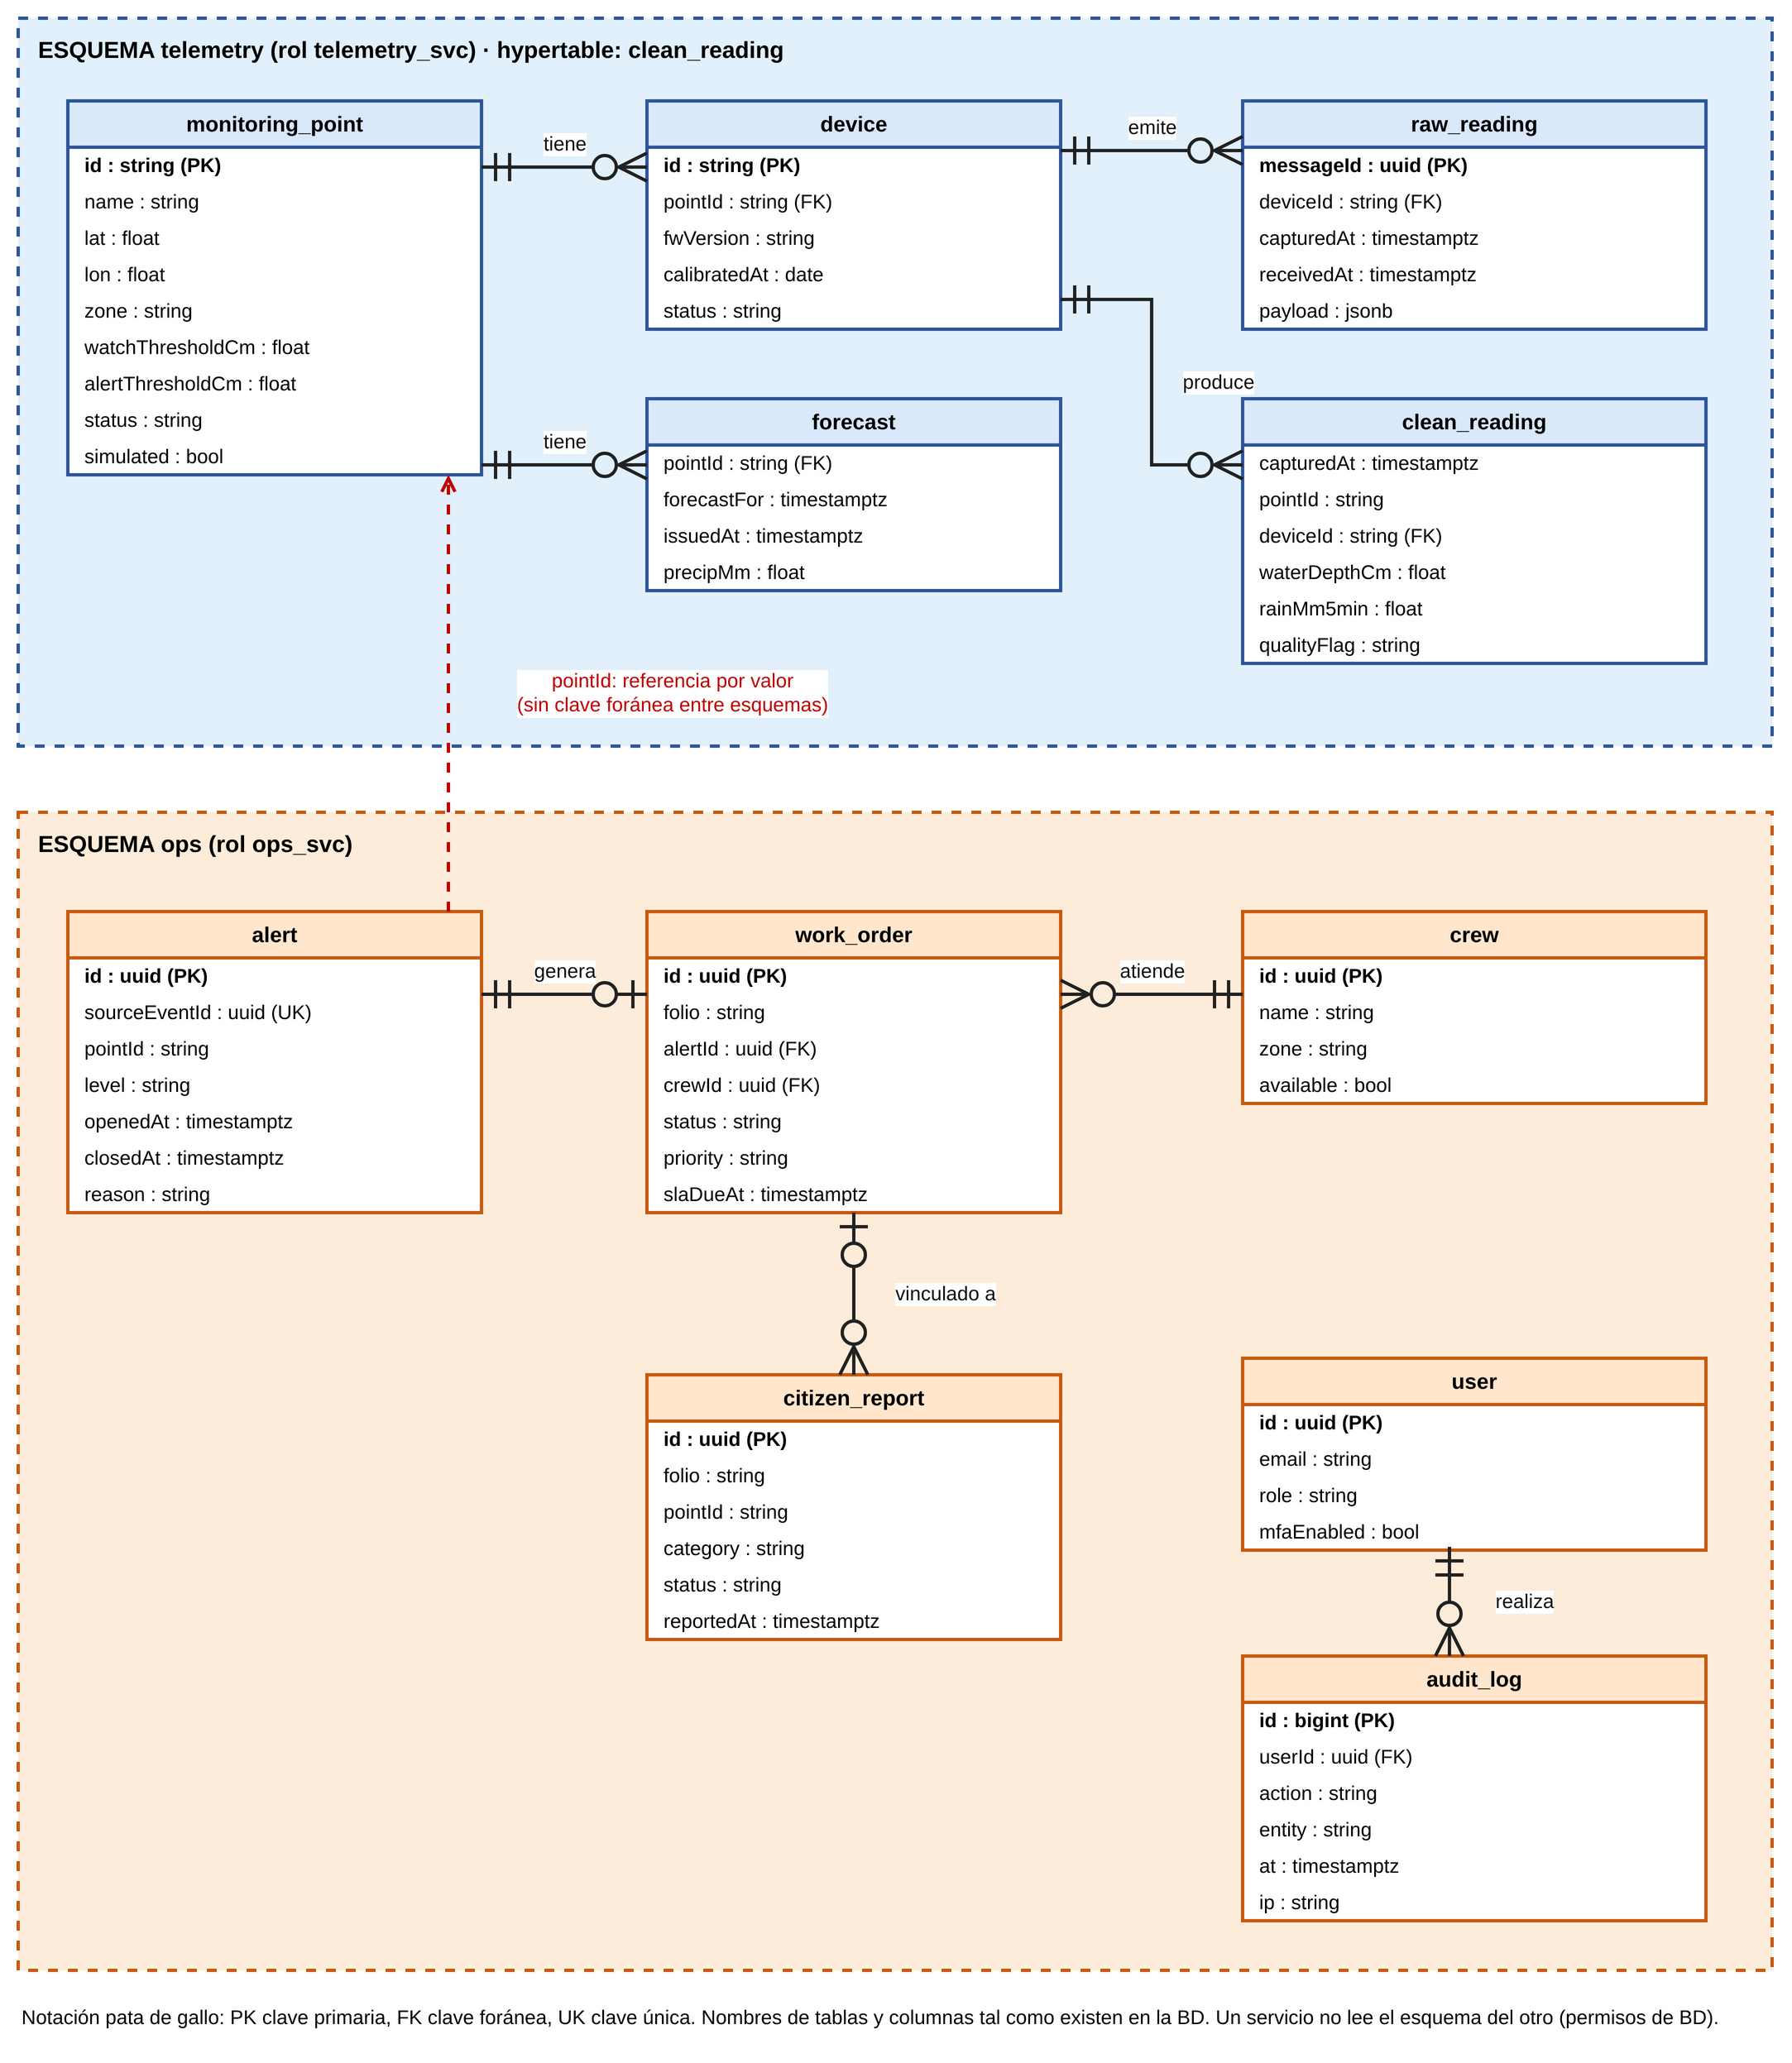 ESQUEMA telemetry (rol telemetry_svc) · hypertable: clean_reading
monitoring_point
id : string (PK)
name : string
lat : float
lon : float
zone : string
watchThresholdCm : float
alertThresholdCm : float
status : string
simulated : bool
tiene
device
id : string (PK)
pointId : string (FK)
fwVersion : string
calibratedAt : date
status : string
emite
raw_reading
messageId : uuid (PK)
deviceId : string (FK)
capturedAt : timestamptz
receivedAt : timestamptz
payload : jsonb
tiene
forecast
pointId : string (FK)
forecastFor : timestamptz
issuedAt : timestamptz
precipMm : float
produce
clean_reading
capturedAt : timestamptz
pointId : string
deviceId : string (FK)
waterDepthCm : float
rainMm5min : float
qualityFlag : string
pointId: referencia por valor
(sin clave foránea entre esquemas)
ESQUEMA ops (rol ops_svc)
alert
id : uuid (PK)
sourceEventId : uuid (UK)
pointId : string
level : string
openedAt : timestamptz
closedAt : timestamptz
reason : string
genera
work_order
id : uuid (PK)
folio : string
alertId : uuid (FK)
crewId : uuid (FK)
status : string
priority : string
slaDueAt : timestamptz
atiende
crew
id : uuid (PK)
name : string
zone : string
available : bool
vinculado a
citizen_report
id : uuid (PK)
folio : string
pointId : string
category : string
status : string
reportedAt : timestamptz
user
id : uuid (PK)
email : string
role : string
mfaEnabled : bool
realiza
audit_log
id : bigint (PK)
userId : uuid (FK)
action : string
entity : string
at : timestamptz
ip : string
Notación pata de gallo: PK clave primaria, FK clave foránea, UK clave única. Nombres de tablas y columnas tal como existen en la BD. Un servicio no lee el esquema del otro (permisos de BD).